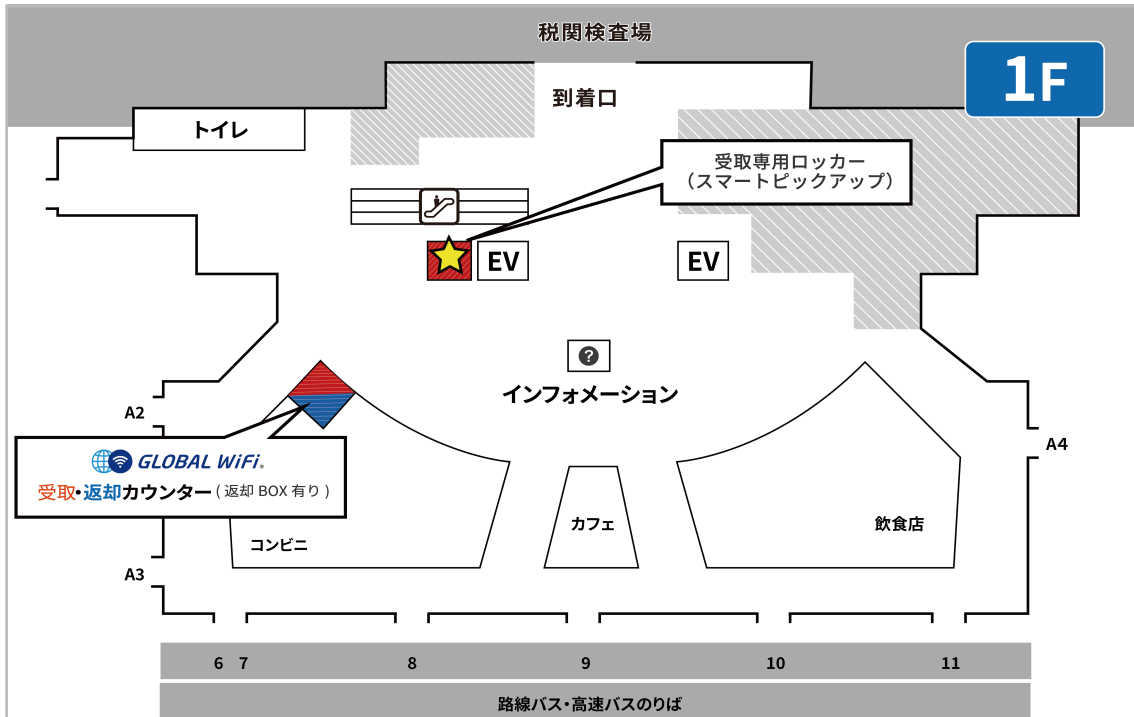 税関検査場
1F
到着口
トイレ
受取専用ロッカー
（スマートピックアップ）
EV
EV
?
インフォメーション
A2
A4
GLOBAL WiFi®
受取・返却カウンター（返却 BOX 有り）
カフェ
飲食店
コンビニ
A3
6 7 8 9 10 11
路線バス・高速バスのりば